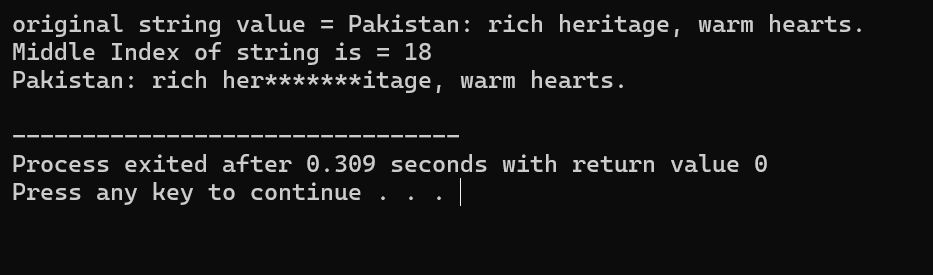 original string value = Pakistan: rich heritage, warm hearts.
Middle Index of string is = 18
Pakistan: rich her*******itage, warm hearts.
--------------------------------
Process exited after 0.309 seconds with return value 0
Press any key to continue . . .